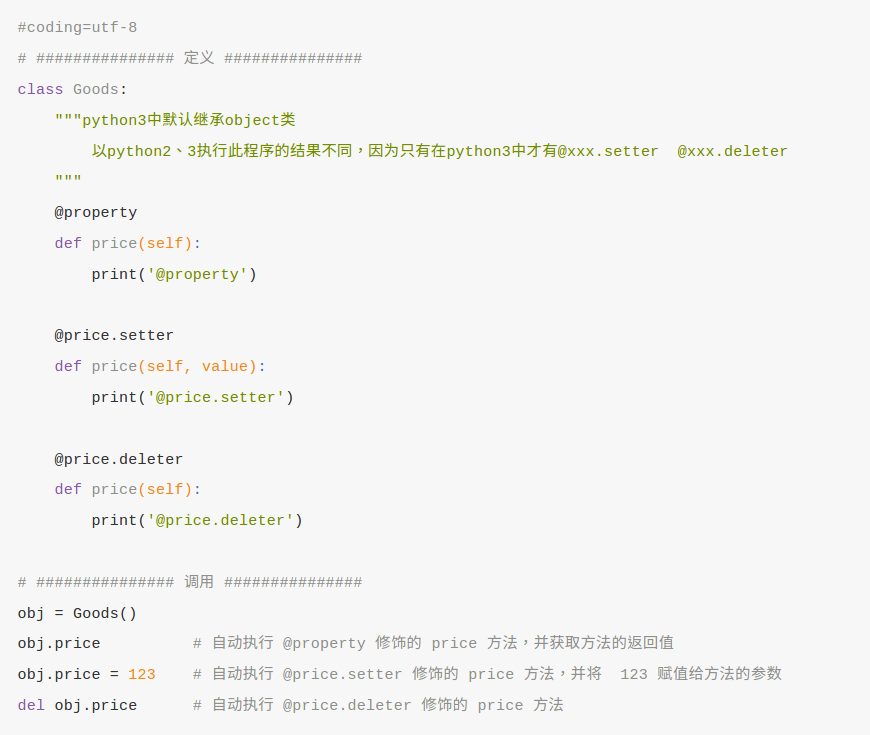 #coding=utf-8
# ############### 定义 ###############
class Goods:
    """python3中默认继承object类
        以python2、3执行此程序的结果不同，因为只有在python3中才有@xxx.setter  @xxx.deleter
    """
    @property
    def price(self):
        print('@property')

    @price.setter
    def price(self, value):
        print('@price.setter')

    @price.deleter
    def price(self):
        print('@price.deleter')

# ############### 调用 ###############
obj = Goods()
obj.price          # 自动执行 @property 修饰的 price 方法，并获取方法的返回值
obj.price = 123    # 自动执行 @price.setter 修饰的 price 方法，并将  123 赋值给方法的参数
del obj.price      # 自动执行 @price.deleter 修饰的 price 方法